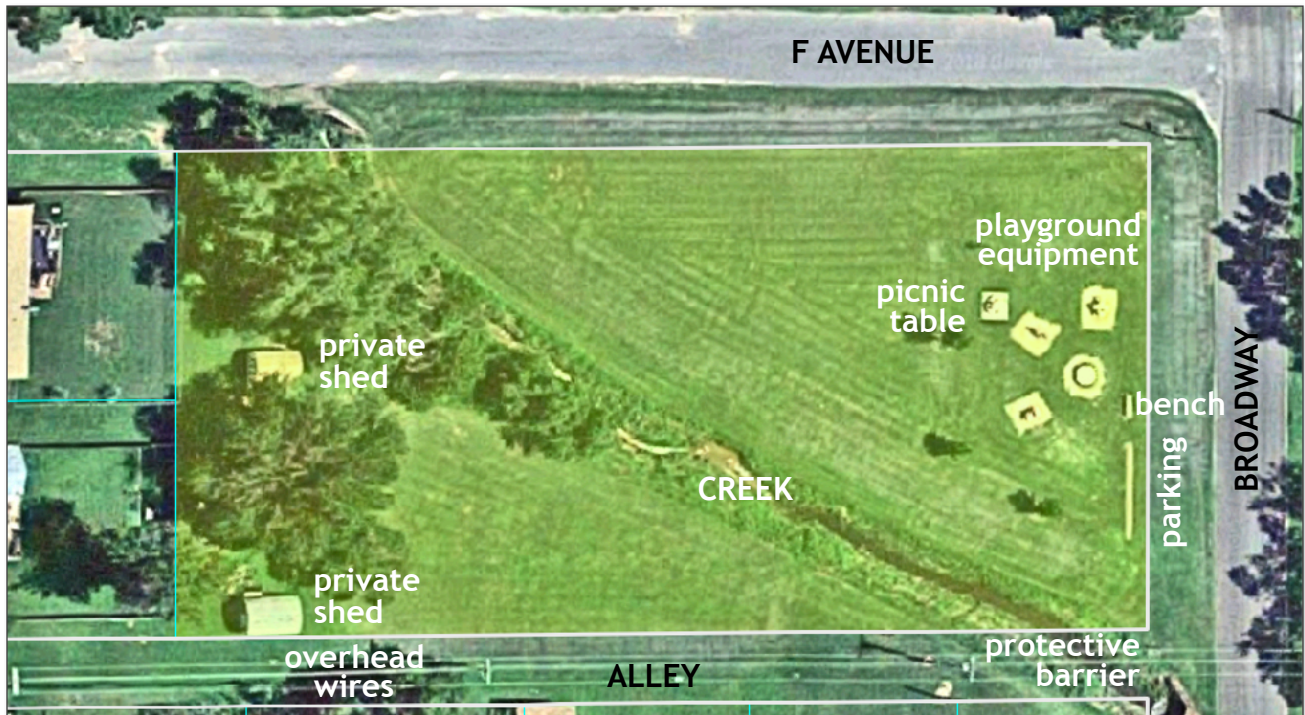 F AVENUE
playground
equipment
picnic
table
private
shed
bench
BROADWAY
parking
CREEK
private
shed
overhead
wires
ALLEY
protective
barrier